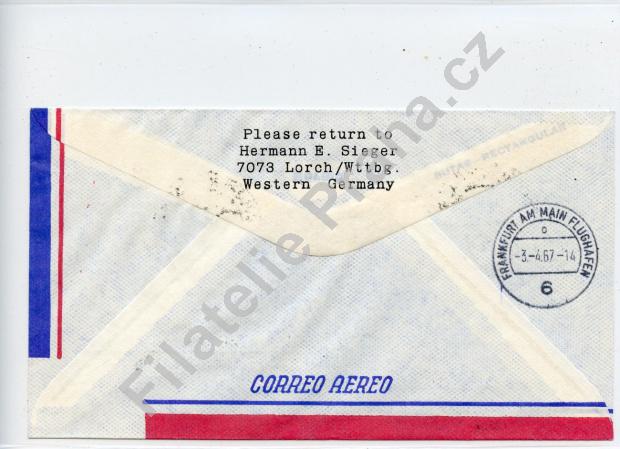 Please return to
Hermann E. Sieger
7073 Lorch/Wttbg.
Western Germany
RECTANGULAR
FRANKFURT AM MAIN FLUGHAFEN
o
-3.-4.67-14
6
CORREO AEREO
Filatelie Praha.cz